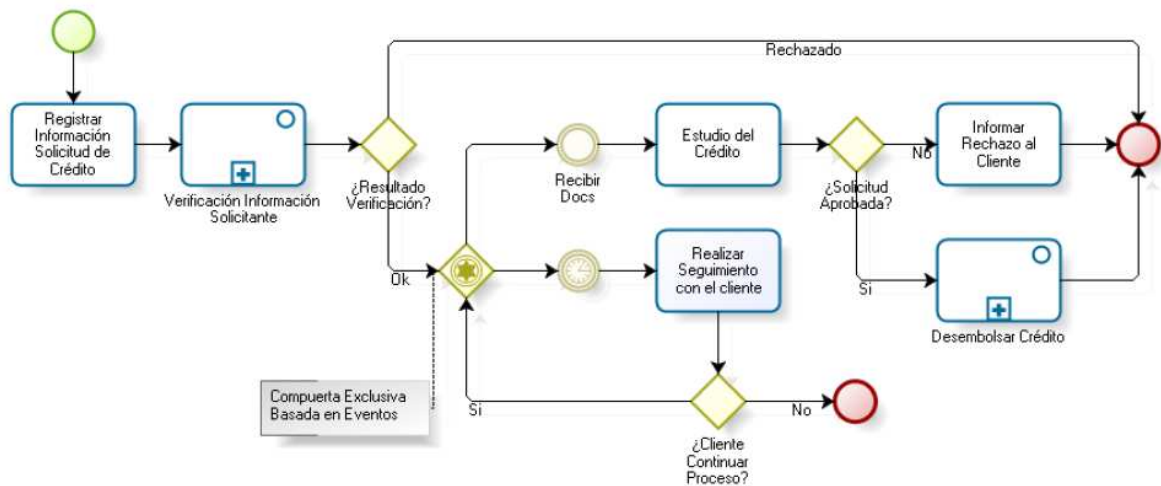 Rechazado
Registrar
Información
Solicitud de
Crédito
Verificación Información
Solicitante
¿Resultado
Verificación?
Recibir
Docs
Estudio del
Crédito
¿Solicitud
Aprobada?
No
Informar
Rechazo al
Cliente
Ok
Realizar
Seguimiento
con el cliente
Si
Desembolsar Crédito
Compuerta Exclusiva
Basada en Eventos
Si
No
¿Cliente
Continuar
Proceso?